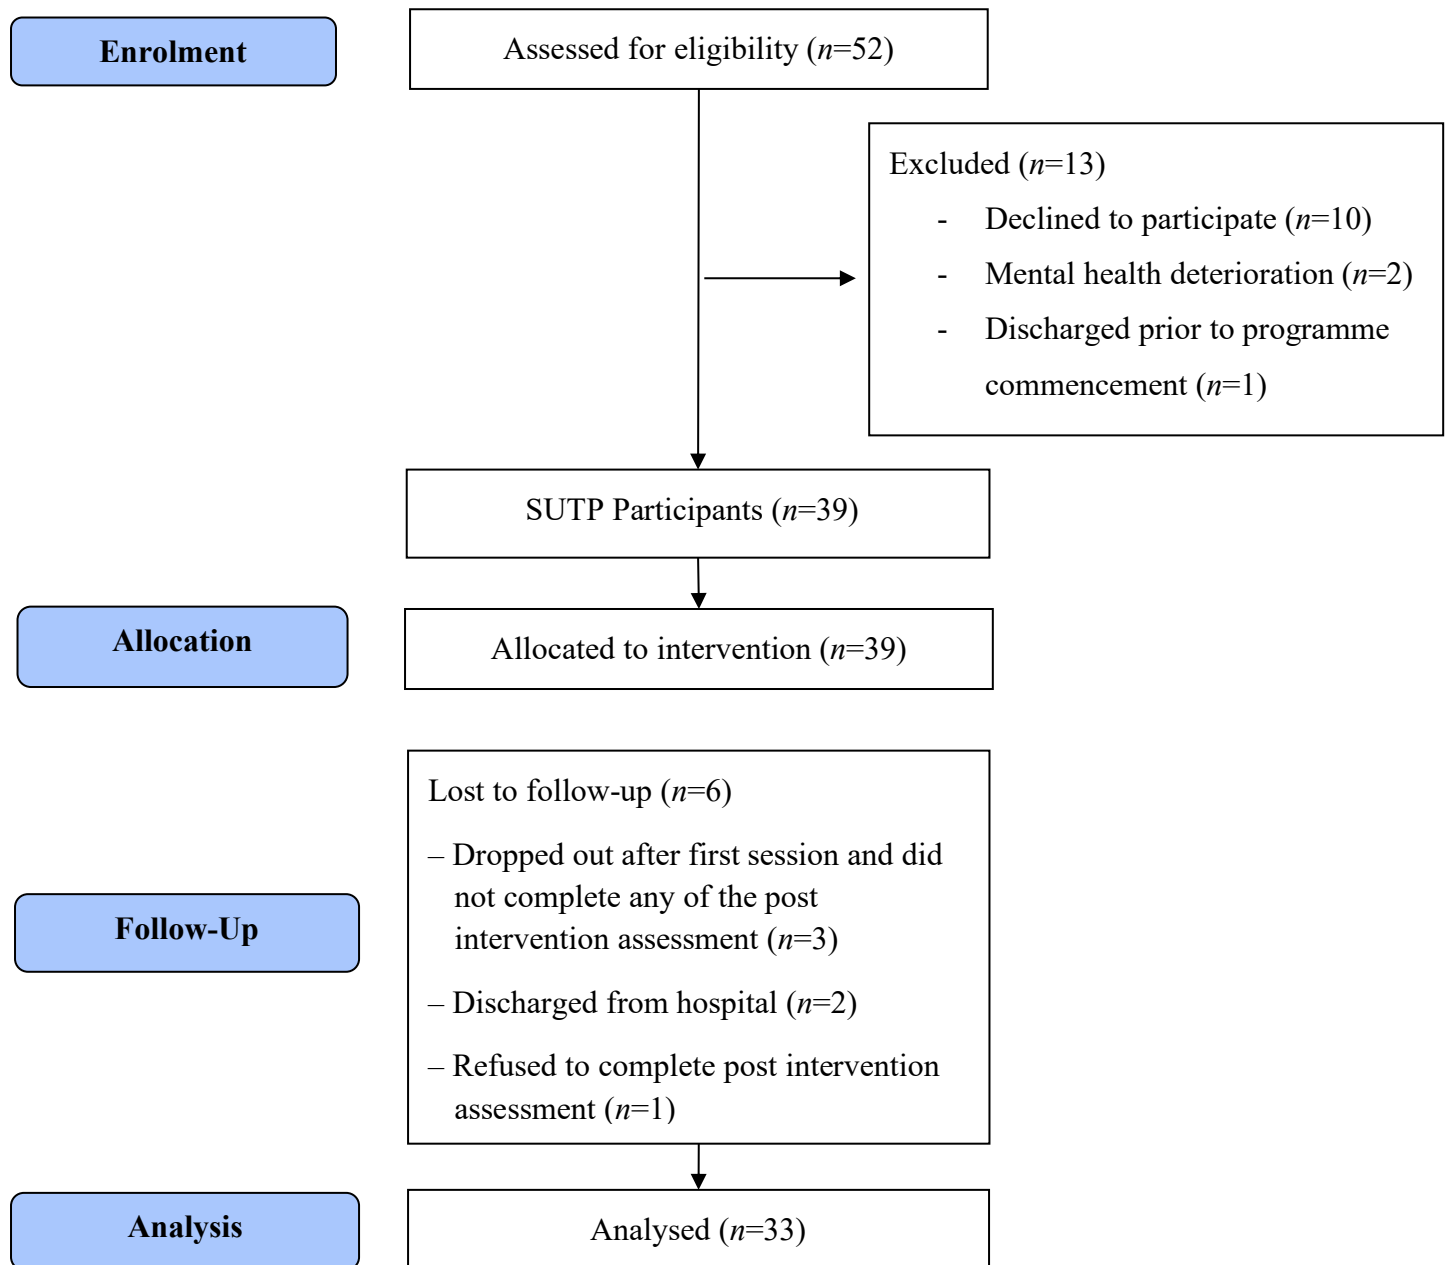 Enrolment
Assessed for eligibility (n=52)
Excluded (n=13)
- Declined to participate (n=10)
- Mental health deterioration (n=2)
- Discharged prior to programme
commencement (n=1)
SUTP Participants (n=39)
Allocation
Allocated to intervention (n=39)
Follow-Up
Lost to follow-up (n=6)
– Dropped out after first session and did
not complete any of the post
intervention assessment (n=3)
– Discharged from hospital (n=2)
– Refused to complete post intervention
assessment (n=1)
Analysis
Analysed (n=33)